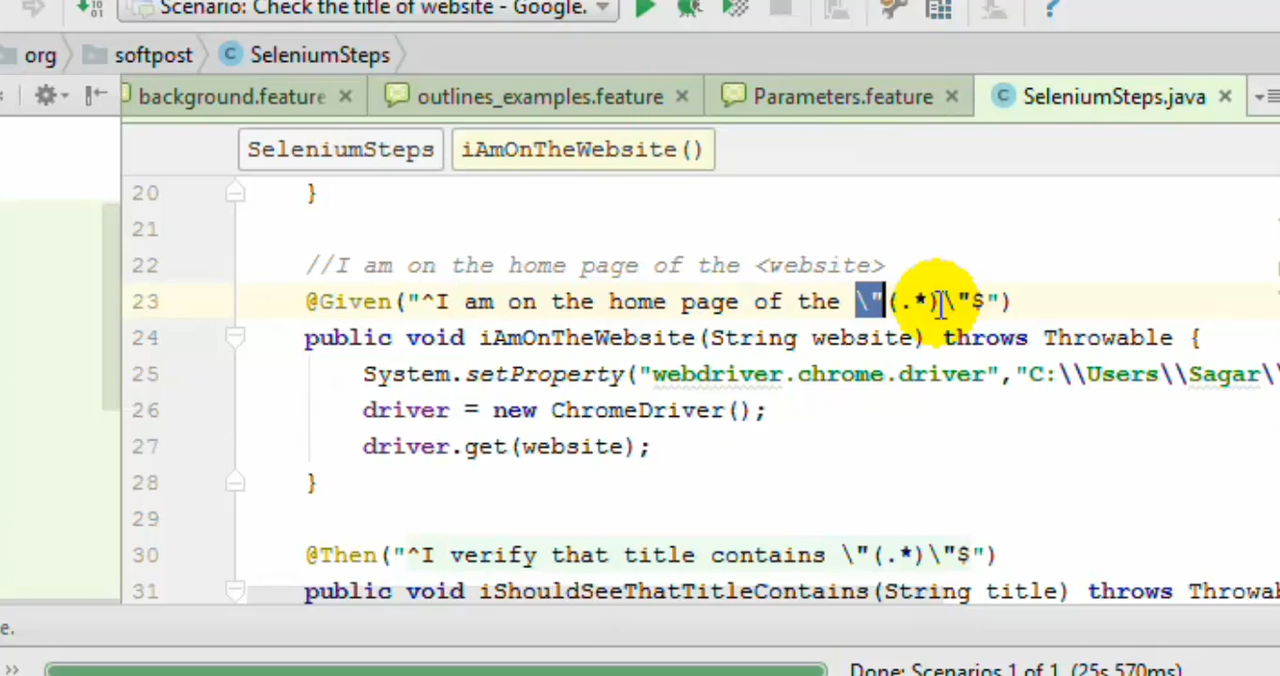 Scenario: Check the title of website - Google.
org softpost SeleniumSteps
background.feature outlines_examples.feature Parameters.feature SeleniumSteps.java
SeleniumSteps iAmOnTheWebsite()
20 }
21
22 //I am on the home page of the <website>
23 @Given("^I am on the home page of the \"(.*)\"$")
24 public void iAmOnTheWebsite(String website) throws Throwable {
25 System.setProperty("webdriver.chrome.driver","C:\\Users\\Sagar\\
26 driver = new ChromeDriver();
27 driver.get(website);
28 }
29
30 @Then("^I verify that title contains \"(.*)\"$")
31 public void iShouldSeeThatTitleContains(String title) throws Throwa
e.
Done: Scenarios 1 of 1 (25s 570ms)